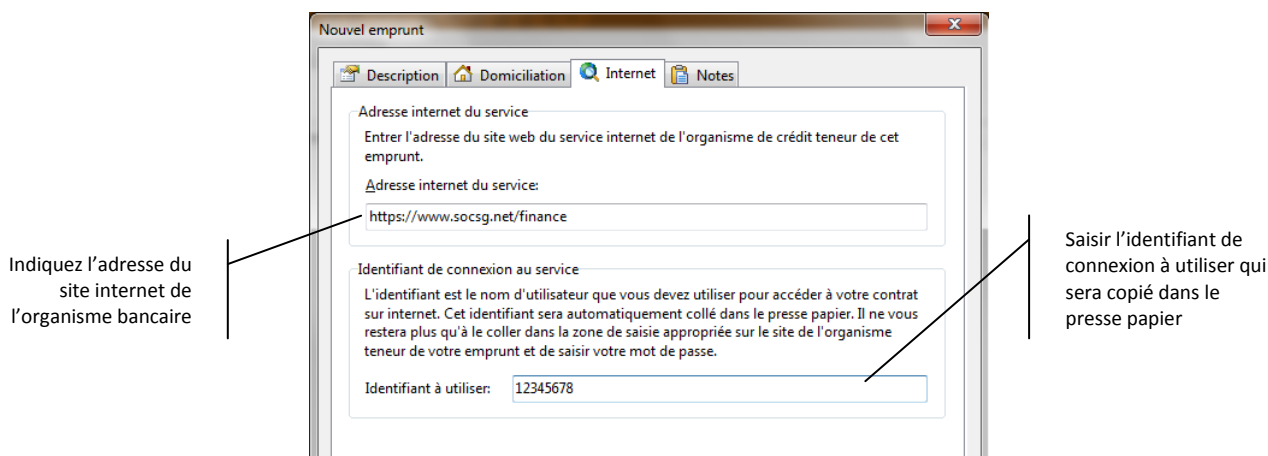 Nouvel emprunt
Description
Domiciliation
Internet
Notes
Adresse internet du service
Entrer l'adresse du site web du service internet de l'organisme de crédit teneur de cet
emprunt.
Adresse internet du service:
https://www.socsg.net/finance
Indiquez l’adresse du
site internet de
l’organisme bancaire
Identifiant de connexion au service
L'identifiant est le nom d'utilisateur que vous devez utiliser pour accéder à votre contrat
sur internet. Cet identifiant sera automatiquement collé dans le presse papier. Il ne vous
restera plus qu'à le coller dans la zone de saisie appropriée sur le site de l'organisme
teneur de votre emprunt et de saisir votre mot de passe.
Identifiant à utiliser:
12345678
Saisir l’identifiant de
connexion à utiliser qui
sera copié dans le
presse papier